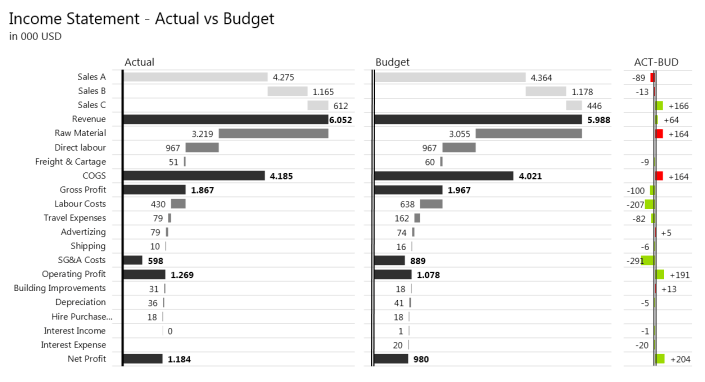 Income Statement - Actual vs Budget
in 000 USD
Actual Budget ACT-BUD
Sales A 4.275 4.364 -89
Sales B 1.165 1.178 -13
Sales C 612 446 +166
Revenue 6.052 5.988 +64
Raw Material 3.219 3.055 +164
Direct labour 967 967
Freight & Cartage 51 60 -9
COGS 4.185 4.021 +164
Gross Profit 1.867 1.967 -100
Labour Costs 430 638 -207
Travel Expenses 79 162 -82
Advertizing 79 74 +5
Shipping 10 16 -6
SG&A Costs 598 889 -291
Operating Profit 1.269 1.078 +191
Building Improvements 31 18 +13
Depreciation 36 41 -5
Hire Purchase... 18 18
Interest Income 0 1 -1
Interest Expense 20 -20
Net Profit 1.184 980 +204